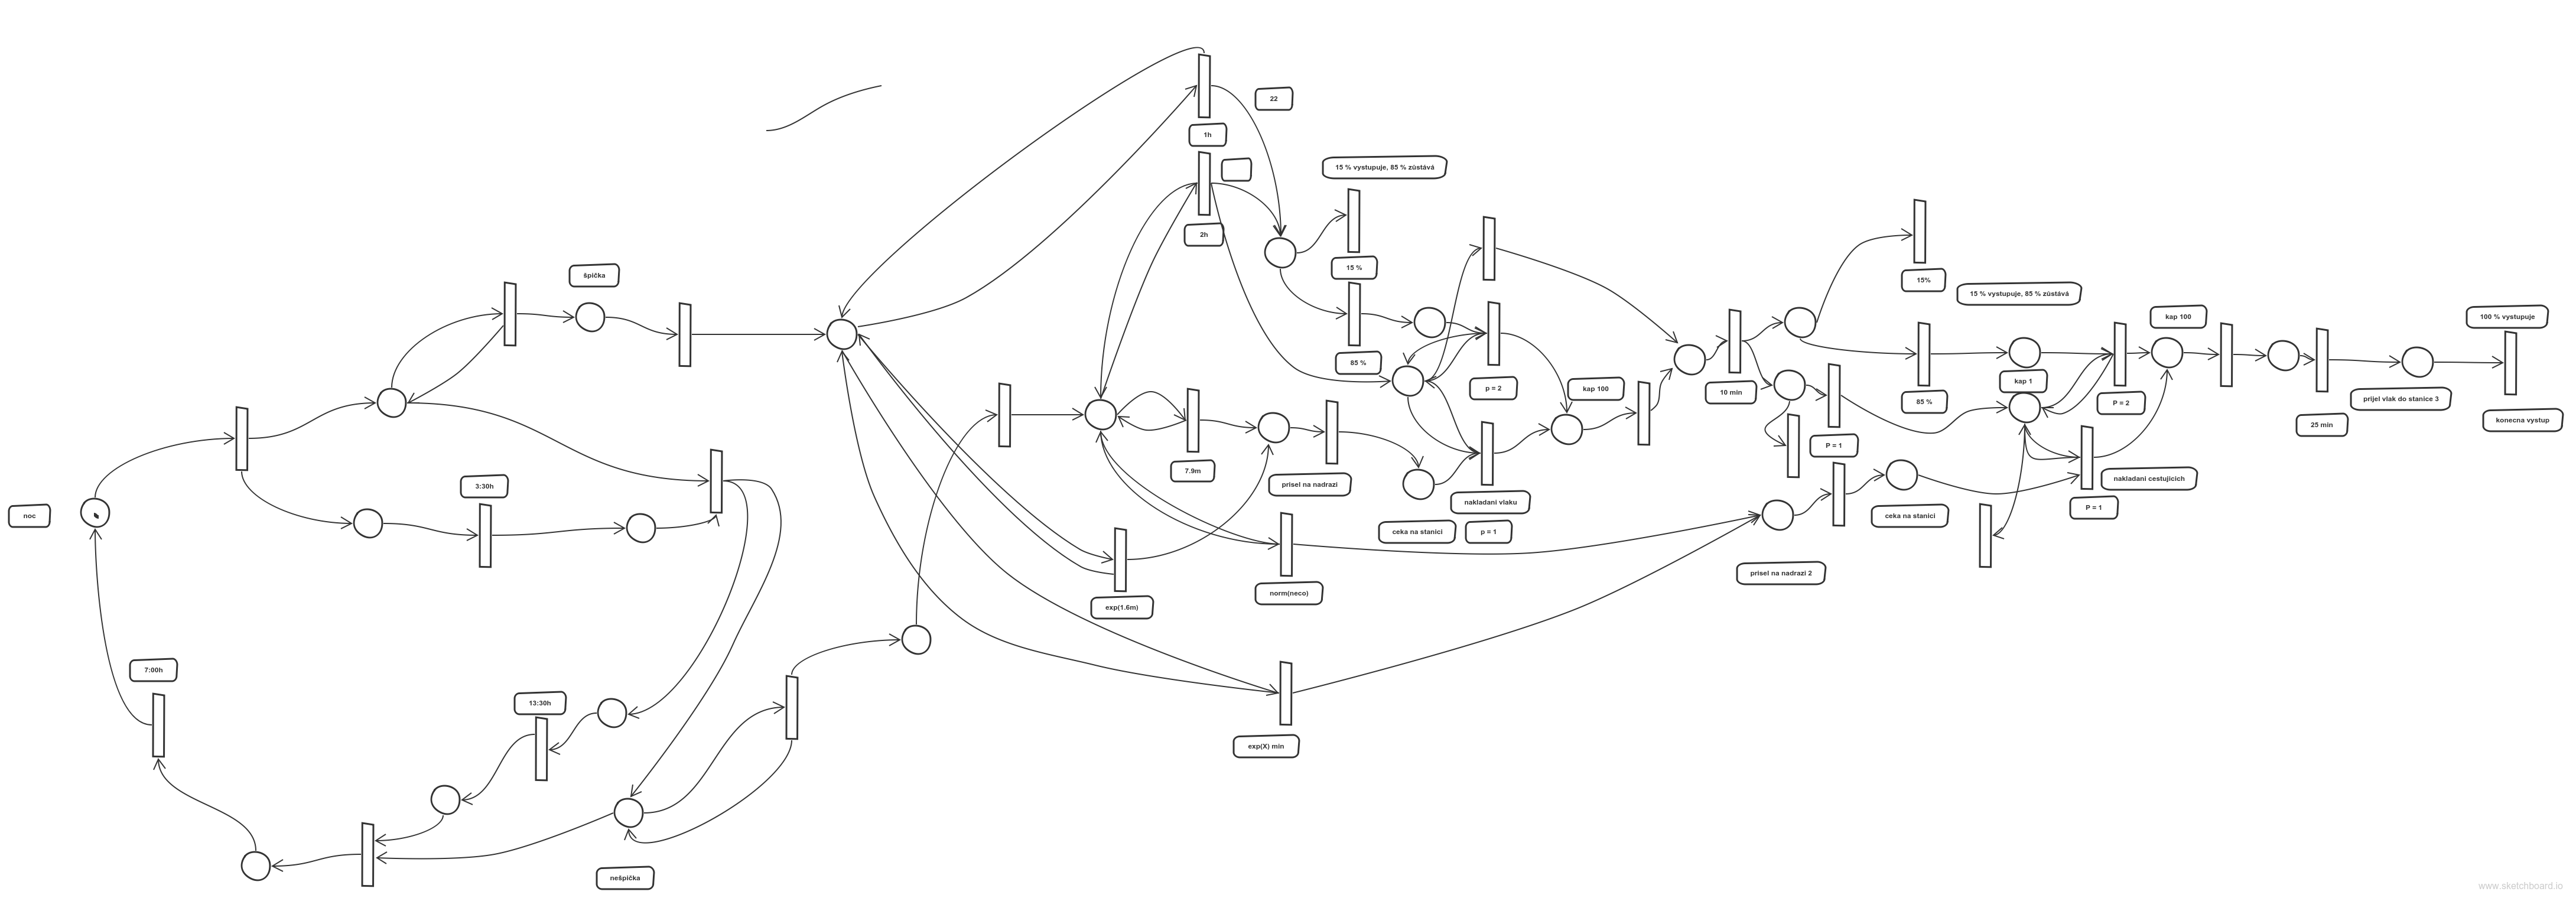 22
1h
15 % vystupuje, 85 % zůstává
2h
15 %
špička
85 %
p = 2
kap 100
10 min
15%
15 % vystupuje, 85 % zůstává
kap 100
100 % vystupuje
kap 1
85 %
P = 2
prijel vlak do stanice 3
25 min
konecna vystup
P = 1
7.9m
prisel na nadrazi
nakladani vlaku
ceka na stanici
p = 1
nakladani cestujicich
P = 1
ceka na stanici
3:30h
noc
prisel na nadrazi 2
norm(neco)
exp(1.6m)
7:00h
13:30h
exp(X) min
nešpička
www.sketchboard.io